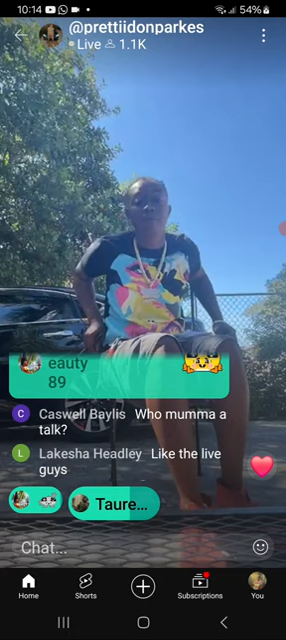 10:14
54%
@prettiidonparkes
Live 1.1K
eauty
89
C Caswell Baylis Who mumma a
talk?
L Lakesha Headley Like the live
guys
Taure...
Chat...
Home Shorts Subscriptions You